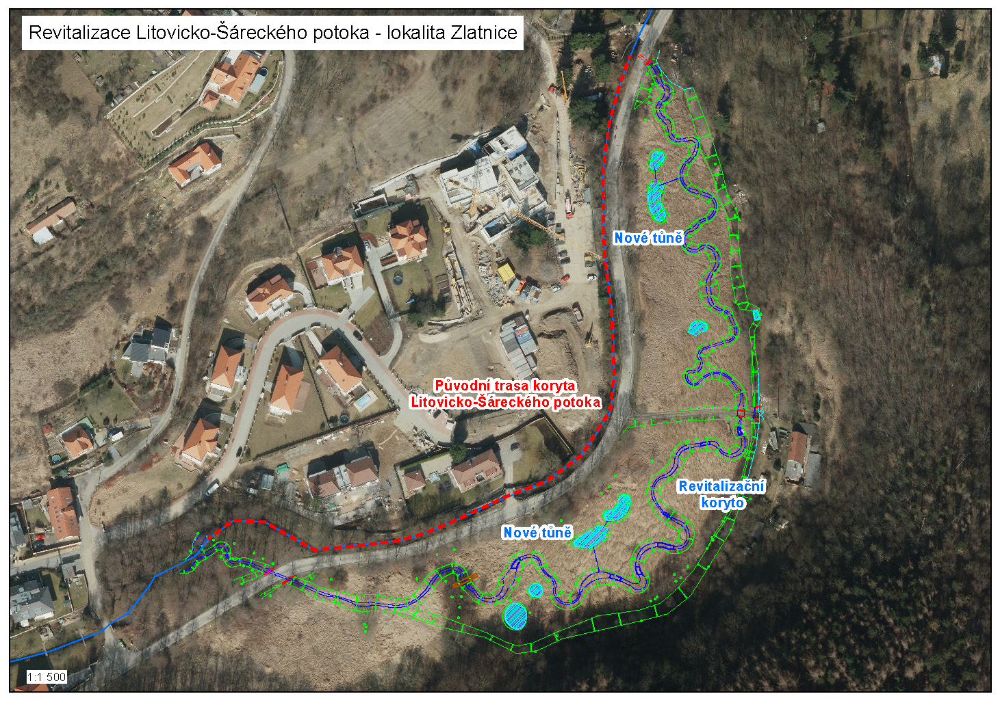 Revitalizace Litovicko-Šáreckého potoka - lokalita Zlatnice
Nové tůně
Původní trasa koryta
Litovicko-Šáreckého potoka
Revitalizační
koryto
Nové tůně
1:1 500